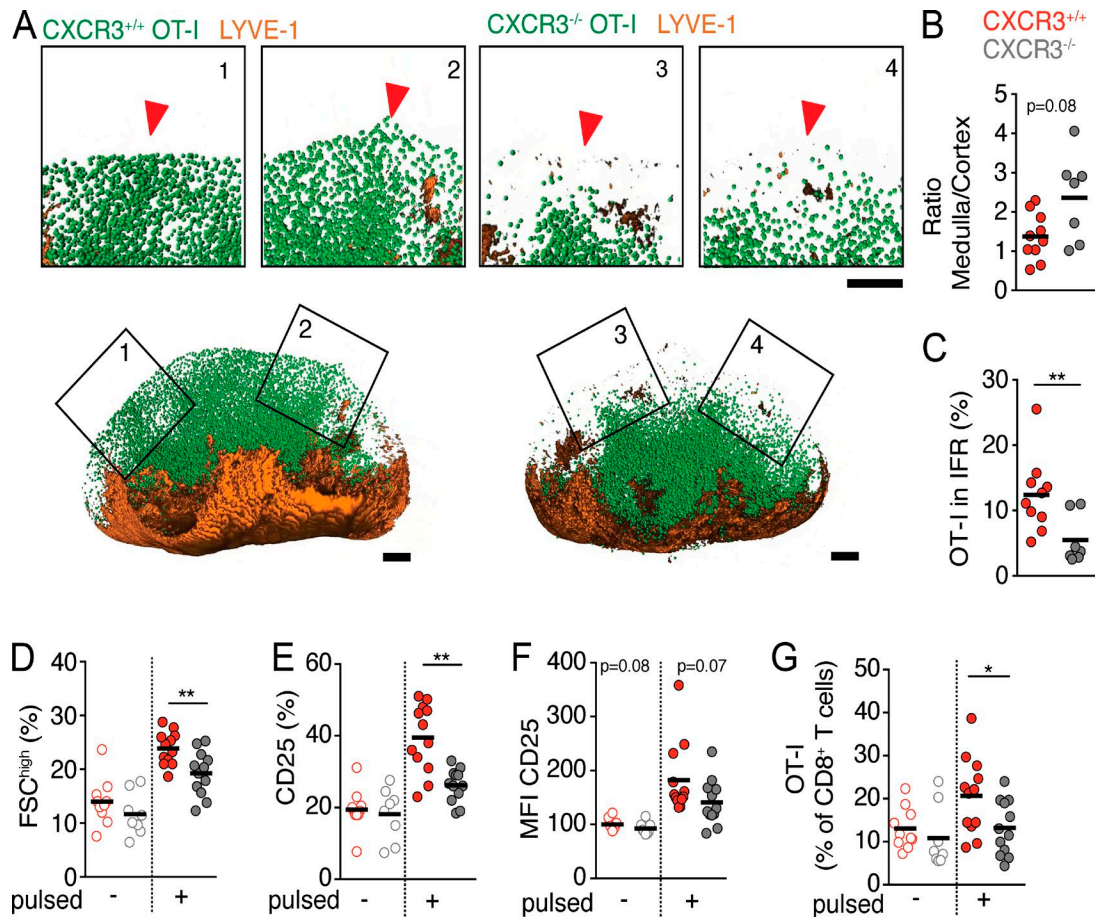 A
CXCR3+/+ OT-I LYVE-1
CXCR3-/- OT-I LYVE-1
1
2
3
4
1
2
3
4
B
CXCR3+/+
CXCR3-/-
p=0.08
Ratio
Medulla/Cortex
5
4
3
2
1
0
C
**
OT-I in IFR (%)
30
20
10
0
D
**
FSChigh (%)
40
30
20
10
0
pulsed - +
E
**
CD25 (%)
60
40
20
0
pulsed - +
F
p=0.08 p=0.07
MFI CD25
400
300
200
100
0
pulsed - +
G
*
OT-I
(% of CD8+ T cells)
50
40
30
20
10
0
pulsed - +